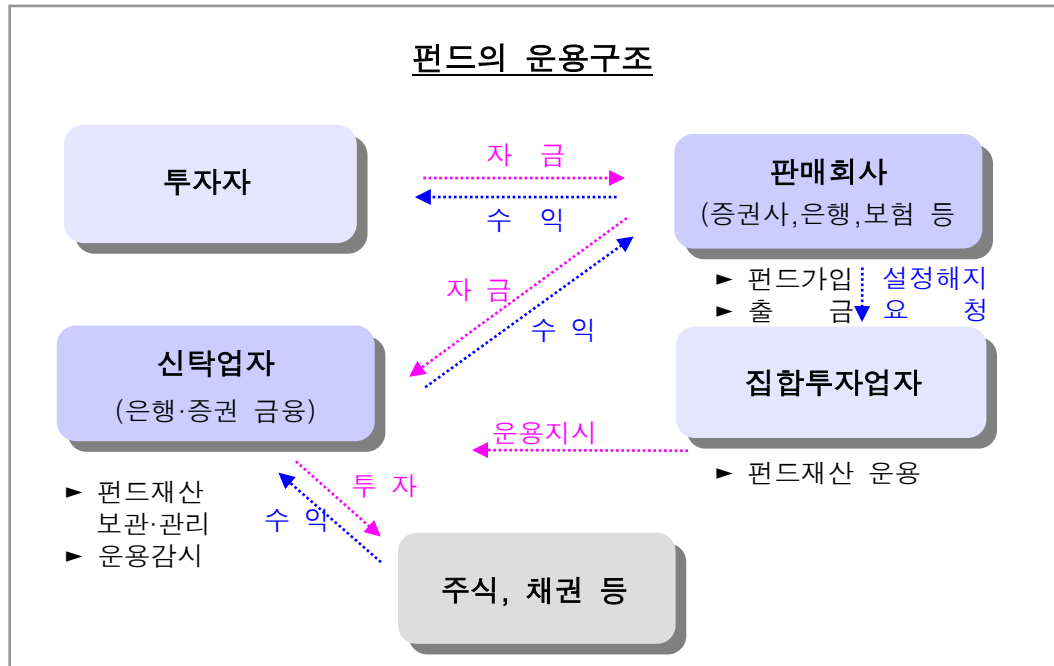 펀드의 운용구조
투자자
자 금
수 익
판매회사
(증권사,은행,보험 등
► 펀드가입
► 출 금
설정해지
요 청
자 금
수 익
신탁업자
(은행·증권 금융)
집합투자업자
운용지시
► 펀드재산 운용
► 펀드재산
보관·관리
► 운용감시
투 자
수 익
주식, 채권 등